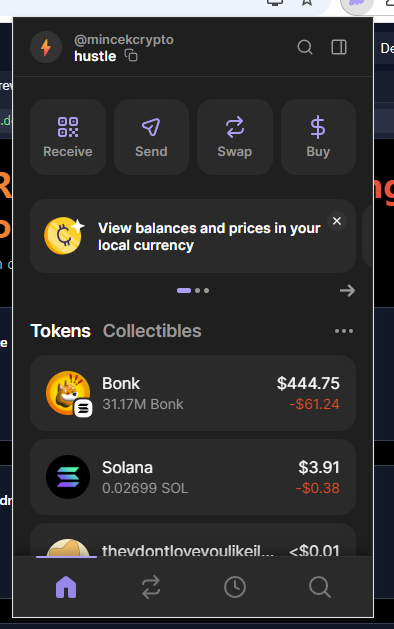 @mincekcrypto
hustle
De
Receive
Send
Swap
Buy
View balances and prices in your
local currency
Tokens
Collectibles
Bonk
$444.75
31.17M Bonk
-$61.24
Solana
$3.91
0.02699 SOL
-$0.38
theydontloveyoulikeil...
<$0.01